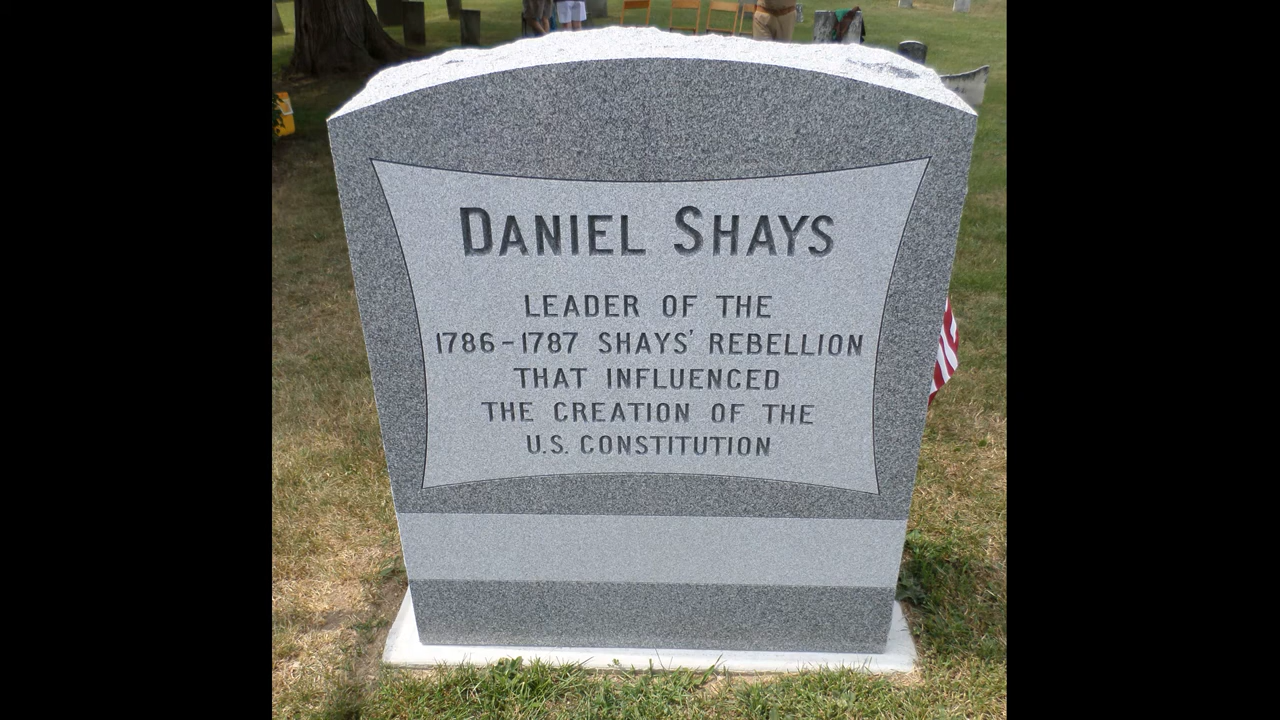 DANIEL SHAYS
LEADER OF THE
1786-1787 SHAYS' REBELLION
THAT INFLUENCED
THE CREATION OF THE
U.S. CONSTITUTION